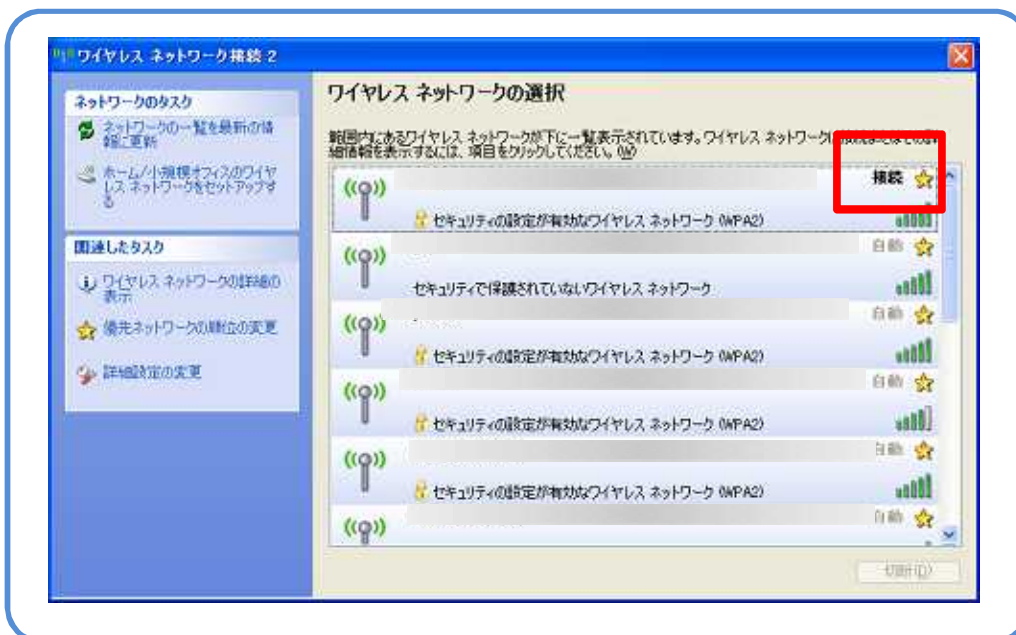 ワイヤレス ネットワーク接続 2
ネットワークのタスク
ネットワークの一覧を最新の情
報に更新
ホーム/小規模オフィスのワイヤ
レス ネットワークをセットアップす
る
関連したタスク
ワイヤレス ネットワークの詳細の
表示
優先ネットワークの順位の変更
詳細設定の変更
ワイヤレス ネットワークの選択
範囲内にあるワイヤレス ネットワークが下に一覧表示されています。ワイヤレス ネットワークに
細情報を表示するには、項目をクリックしてください。(W)
接続
セキュリティの設定が有効なワイヤレス ネットワーク (WPA2)
自動
セキュリティで保護されていないワイヤレス ネットワーク
自動
セキュリティの設定が有効なワイヤレス ネットワーク (WPA2)
自動
セキュリティの設定が有効なワイヤレス ネットワーク (WPA2)
自動
セキュリティの設定が有効なワイヤレス ネットワーク (WPA2)
自動
切断(D)